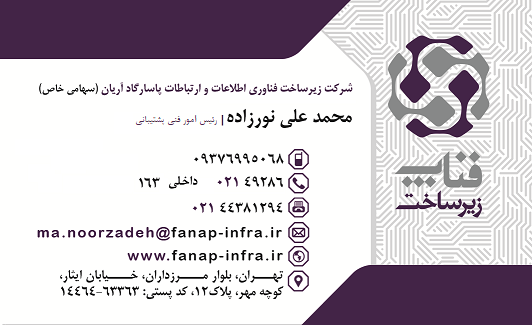 شرکت زیرساخت فناوری اطلاعات و ارتباطات پاسارگاد آریان (سهامی خاص)
محمد علی نورزاده | رئیس امور فنی پشتیبانی
۰۹۳۷۶۹۹۵۰۶۸
۰۲۱ ۴۹۲۸۶ داخلی ۱۶۳
۰۲۱ ۴۴۳۸۱۲۹۴
ma.noorzadeh@fanap-infra.ir
www.fanap-infra.ir
تهران، بلوار مرزداران، خیابان ایثار،
کوچه مهر، پلاک۱۲، کد پستی: ۶۳۳۶۳-۱۴۴۶۴
فناپ
زیرساخت